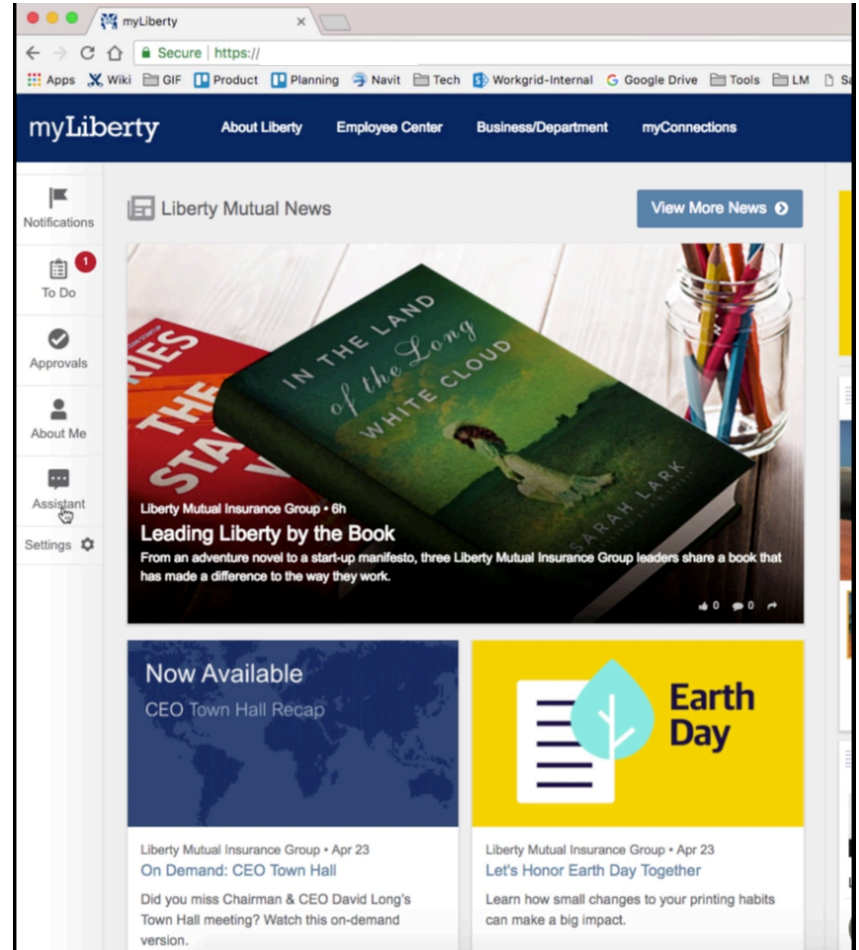 myLiberty
Secure | https://
Apps Wiki GIF Product Planning Navit Tech Workgrid-Internal Google Drive Tools LM
myLiberty About Liberty Employee Center Business/Department myConnections
Notifications
To Do 1
Approvals
About Me
Assistant
Settings
Liberty Mutual News
View More News
THE
IN THE LAND
of the Long
WHITE CLOUD
SARAH LARK
Liberty Mutual Insurance Group • 6h
Leading Liberty by the Book
From an adventure novel to a start-up manifesto, three Liberty Mutual Insurance Group leaders share a book that
has made a difference to the way they work.
0 0
Now Available
CEO Town Hall Recap
Liberty Mutual Insurance Group • Apr 23
On Demand: CEO Town Hall
Did you miss Chairman & CEO David Long's
Town Hall meeting? Watch this on-demand
version.
Earth
Day
Liberty Mutual Insurance Group • Apr 23
Let's Honor Earth Day Together
Learn how small changes to your printing habits
can make a big impact.